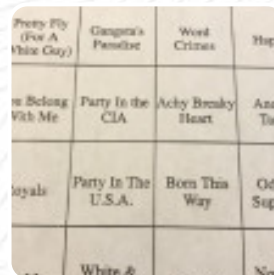 Pretty Fly
(For A
White Guy)
Gangsta's
Paradise
Word
Crimes
Belong
With Me
Party In the
CIA
Achy Breaky
Heart
Party In The
U.S.A.
Born This
Way
White &